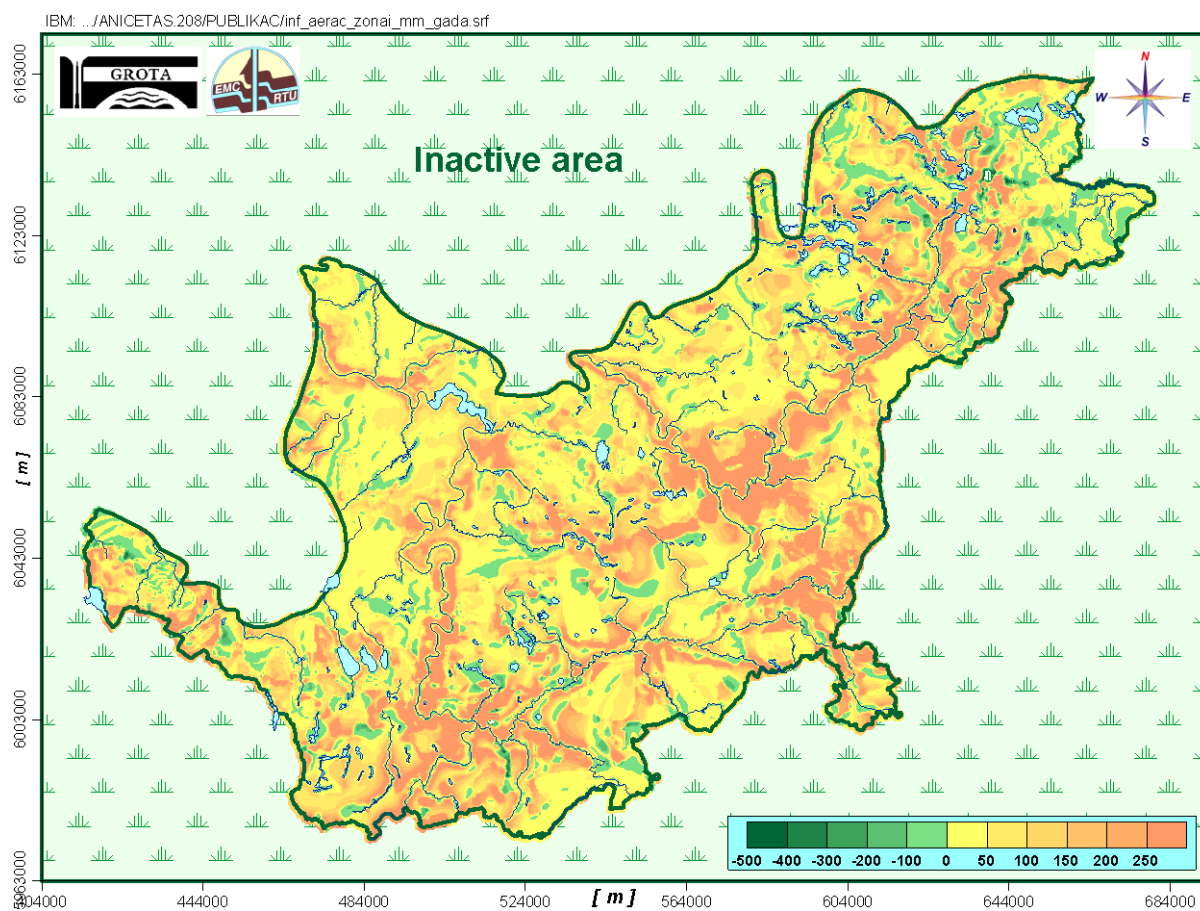 IBM: .../ANICETAS.208/PUBLIKAC/inf_aerac_zonai_mm_gada.srf
GROTA
EMC
RTU
N
W E
S
Inactive area
6163000
6123000
6083000
[ m ]
6043000
6003000
5963000
-500 -400 -300 -200 -100 0 50 100 150 200 250
404000 444000 484000 524000 564000 604000 644000 684000
[ m ]